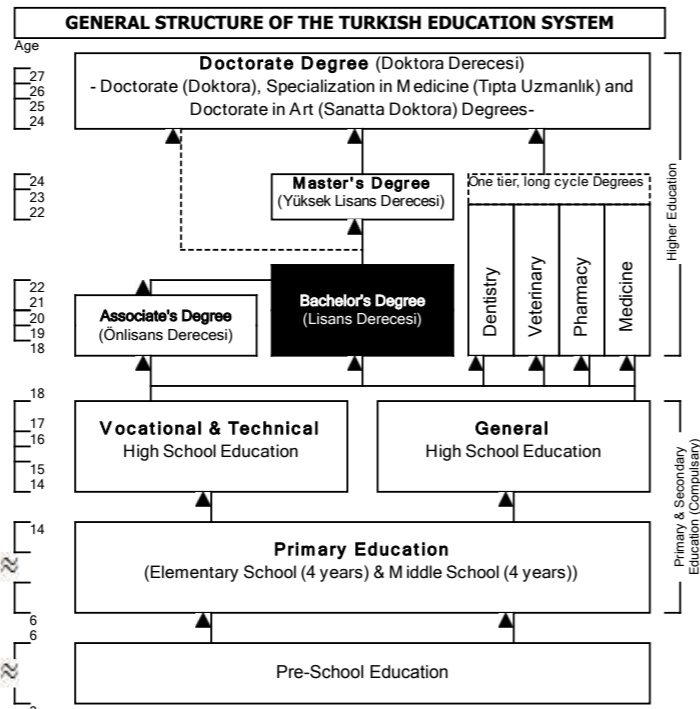 GENERAL STRUCTURE OF THE TURKISH EDUCATION SYSTEM
Age
Doctorate Degree (Doktora Derecesi)
- Doctorate (Doktora), Specialization in Medicine (Tıpta Uzmanlık) and
Doctorate in Art (Sanatta Doktora) Degrees-
27
26
25
24
24
23
22
Master's Degree
(Yüksek Lisans Derecesi)
One tier, long cycle Degrees
Dentistry
Veterinary
Pharmacy
Medicine
Higher Education
22
21
20
19
18
Associate's Degree
(Önlisans Derecesi)
Bachelor's Degree
(Lisans Derecesi)
18
17
16
15
14
Vocational & Technical
High School Education
General
High School Education
Primary & Secondary
Education (Compulsary)
14
6
Primary Education
(Elementary School (4 years) & Middle School (4 years))
6
Pre-School Education